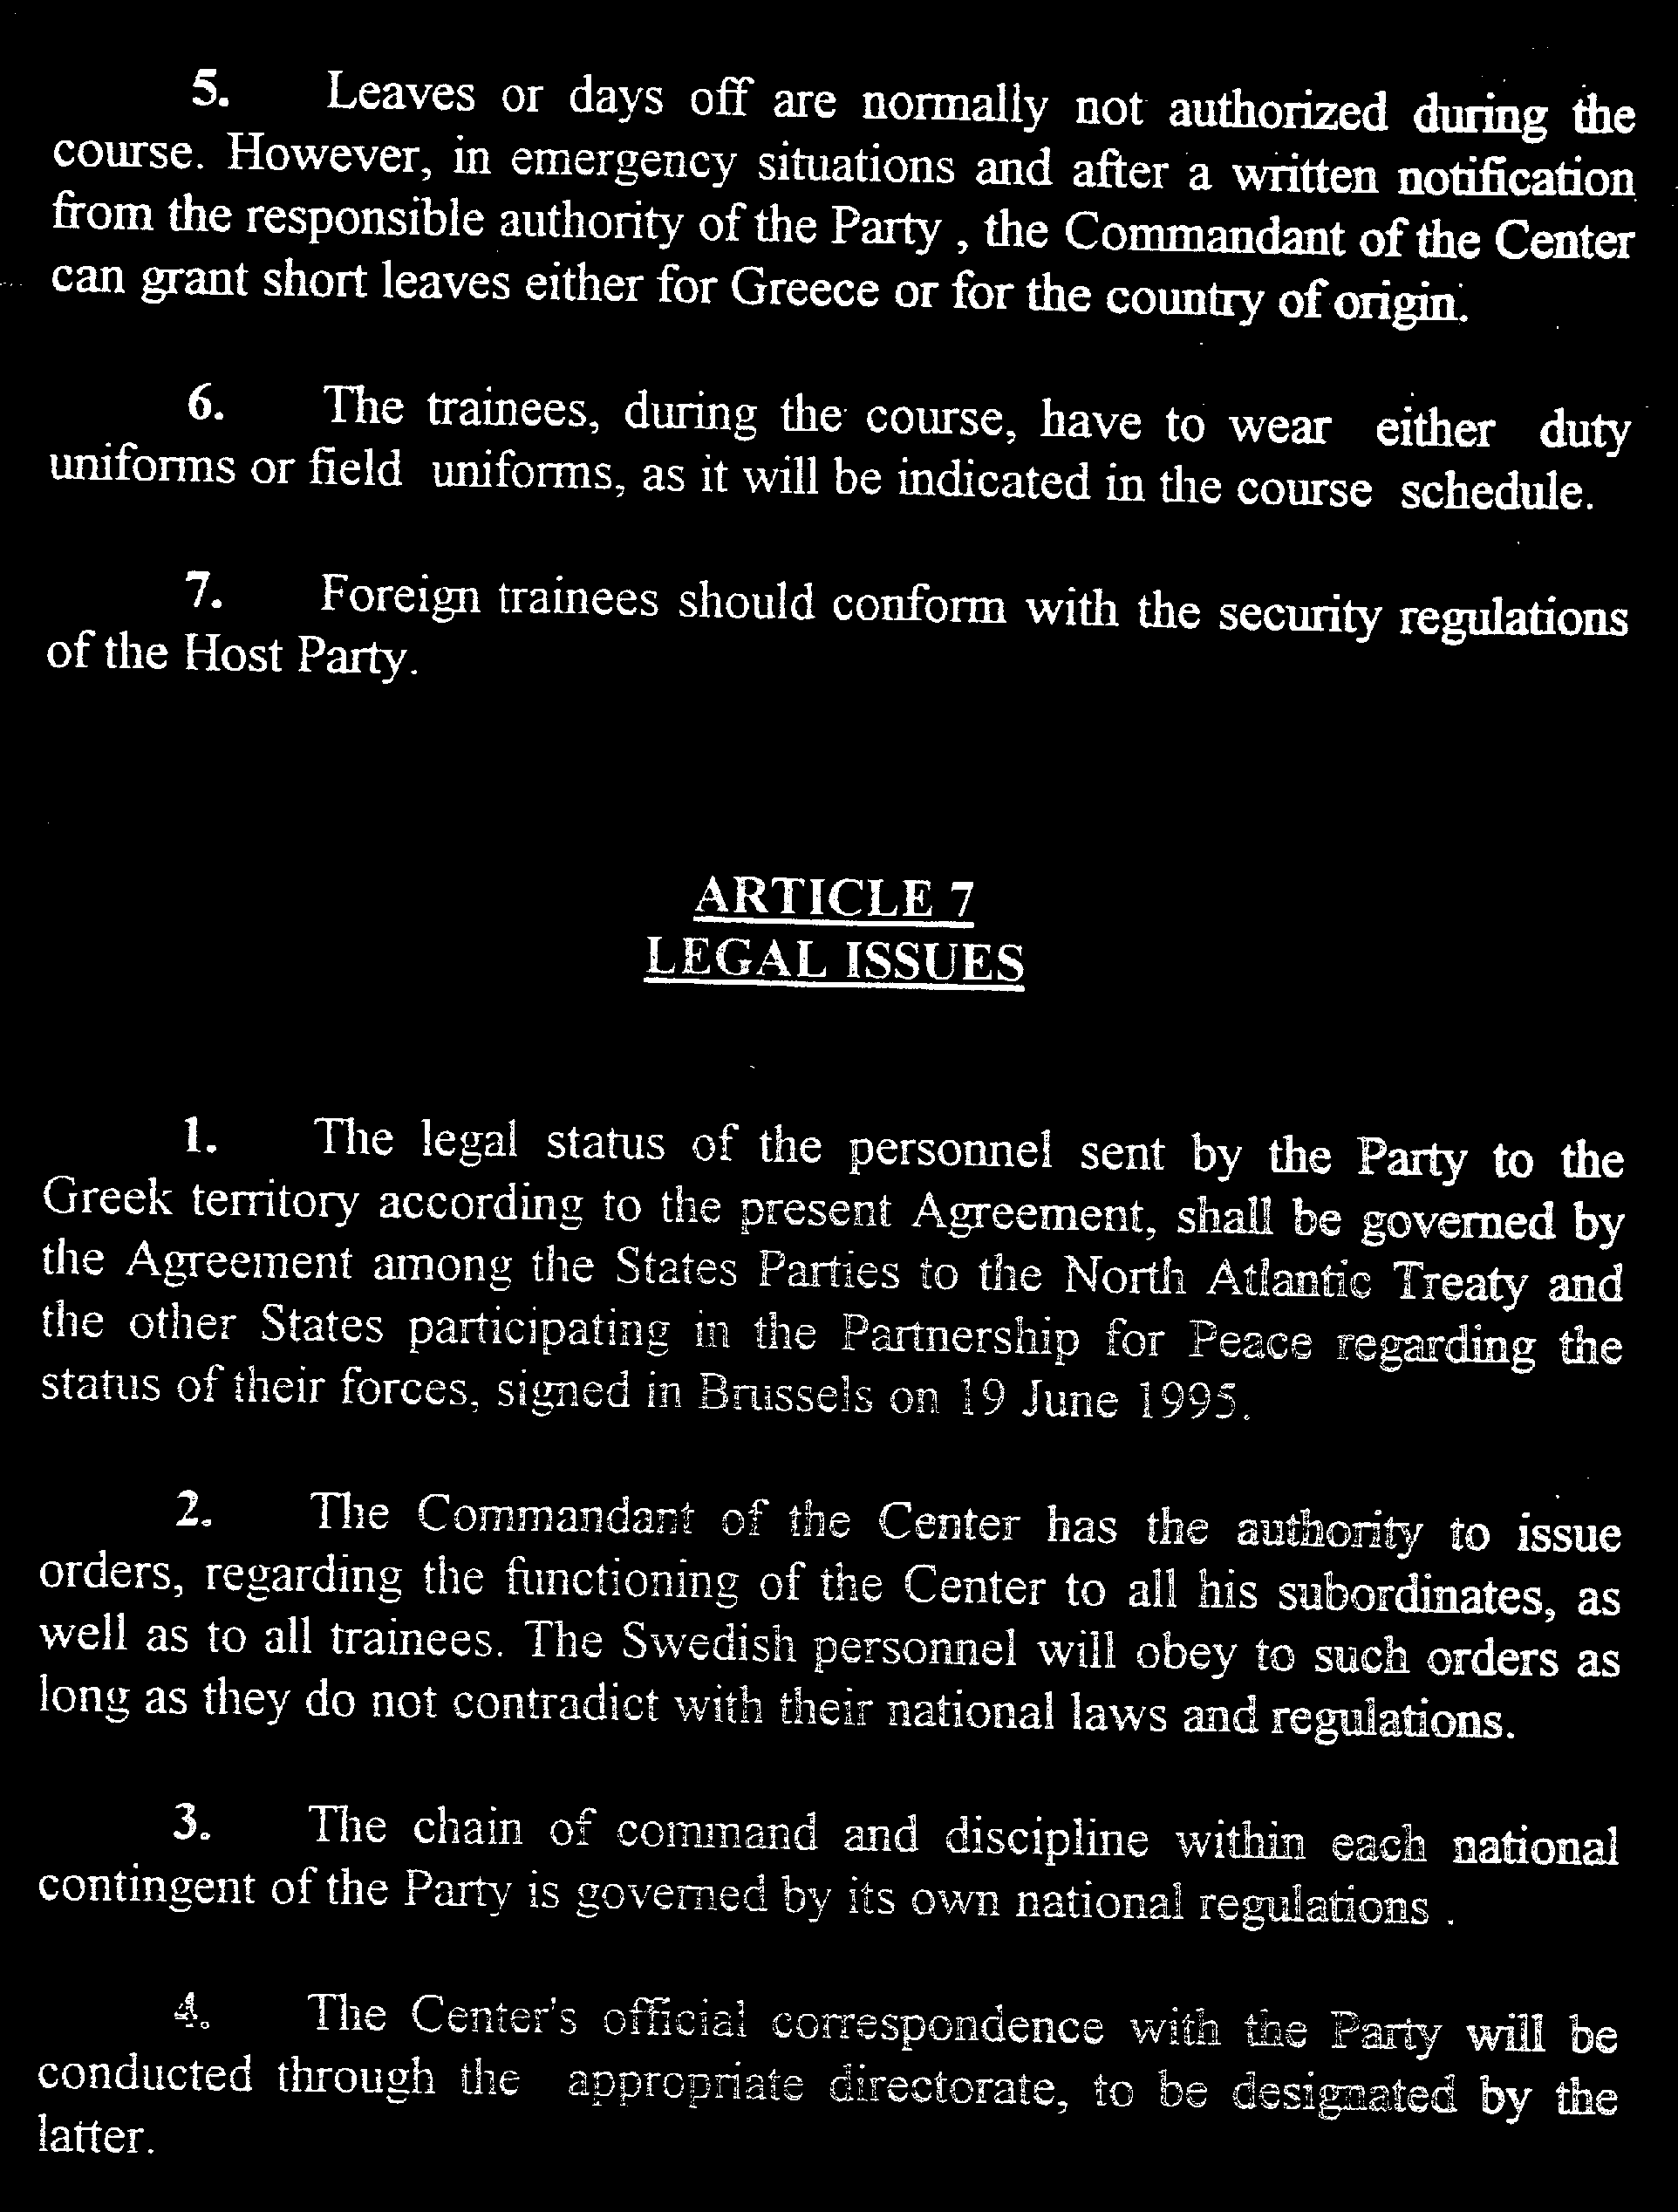 5. Leaves or days off are normally not authorized during the
course. However, in emergency situations and after a written notification
from the responsible authority of the Party , the Commandant of the Center
can grant short leaves either for Greece or for the country of origin.
6. The trainees, during the course, have to wear either duty
uniforms or field uniforms, as it will be indicated in the course schedule.
7. Foreign trainees should conform with the security regulations
of the Host Party.
ARTICLE 7
LEGAL ISSUES
1. The legal status of the personnel sent by the Party to the
Greek territory according to the present Agreement, shall be governed by
the Agreement among the States Parties to the North Atlantic Treaty and
the other States participating in the Partnership for Peace regarding the
status of their forces, signed in Brussels on 19 June 1995.
2. The Commandant of the Center has the authority to issue
orders, regarding the functioning of the Center to all his subordinates, as
well as to all trainees. The Swedish personnel will obey to such orders as
long as they do not contradict with their national laws and regulations.
3. The chain of command and discipline within each national
contingent of the Party is governed by its own national regulations .
4. The Center's official correspondence with the Party will be
conducted through the appropriate directorate, to be designated by the
latter.